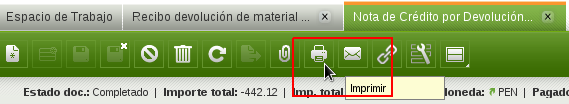 Espacio de Trabajo
Recibo devolución de material ...
Nota de Crédito por Devolución...
Imprimir
Estado doc.: Completado | Importe total: -442.12 | Imp. total oneda: PEN | Pagado